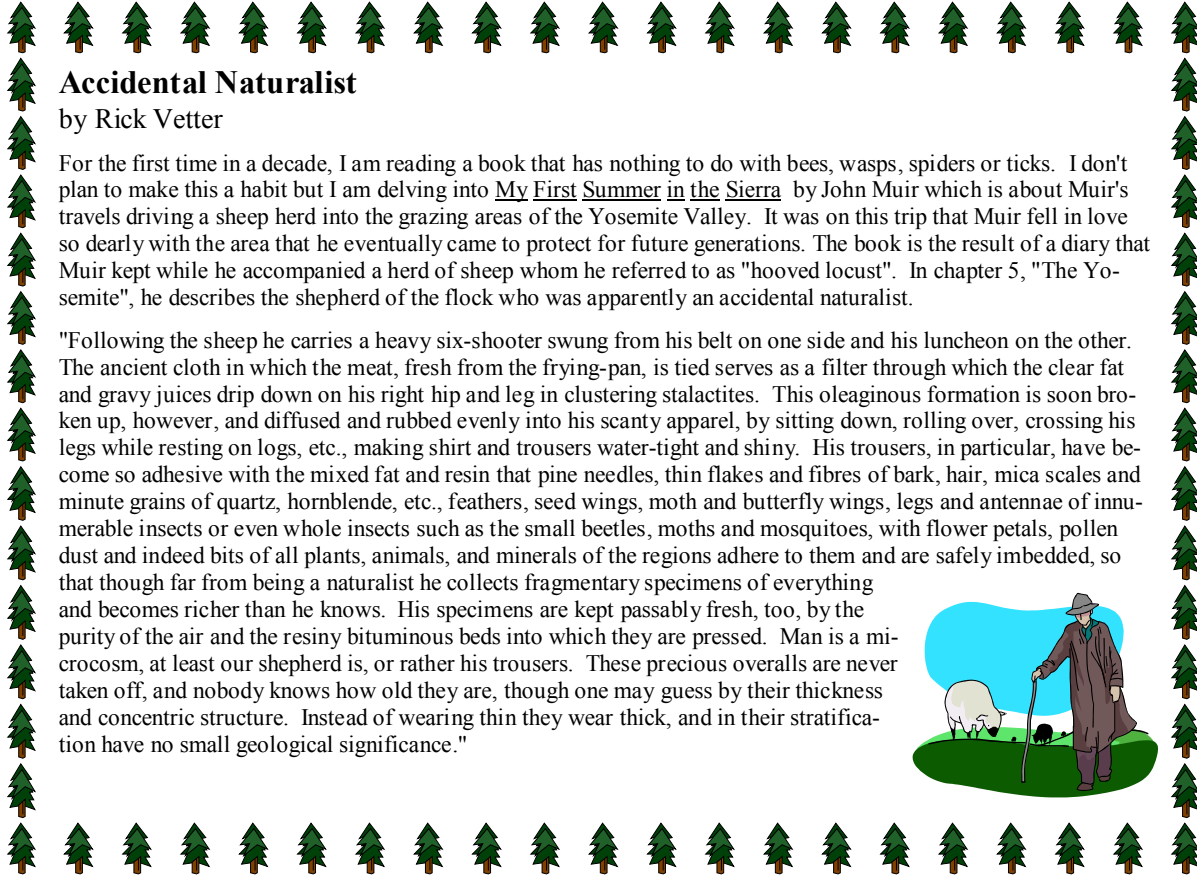 Accidental Naturalist
by Rick Vetter
For the first time in a decade, I am reading a book that has nothing to do with bees, wasps, spiders or ticks.  I don't
plan to make this a habit but I am delving into My First Summer in the Sierra  by John Muir which is about Muir's
travels driving a sheep herd into the grazing areas of the Yosemite Valley.  It was on this trip that Muir fell in love
so dearly with the area that he eventually came to protect for future generations. The book is the result of a diary that
Muir kept while he accompanied a herd of sheep whom he referred to as "hooved locust".  In chapter 5, "The Yo-
semite", he describes the shepherd of the flock who was apparently an accidental naturalist.
"Following the sheep he carries a heavy six-shooter swung from his belt on one side and his luncheon on the other.
The ancient cloth in which the meat, fresh from the frying-pan, is tied serves as a filter through which the clear fat
and gravy juices drip down on his right hip and leg in clustering stalactites.  This oleaginous formation is soon bro-
ken up, however, and diffused and rubbed evenly into his scanty apparel, by sitting down, rolling over, crossing his
legs while resting on logs, etc., making shirt and trousers water-tight and shiny.  His trousers, in particular, have be-
come so adhesive with the mixed fat and resin that pine needles, thin flakes and fibres of bark, hair, mica scales and
minute grains of quartz, hornblende, etc., feathers, seed wings, moth and butterfly wings, legs and antennae of innu-
merable insects or even whole insects such as the small beetles, moths and mosquitoes, with flower petals, pollen
dust and indeed bits of all plants, animals, and minerals of the regions adhere to them and are safely imbedded, so
that though far from being a naturalist he collects fragmentary specimens of everything
and becomes richer than he knows.  His specimens are kept passably fresh, too, by the
purity of the air and the resiny bituminous beds into which they are pressed.  Man is a mi-
crocosm, at least our shepherd is, or rather his trousers.  These precious overalls are never
taken off, and nobody knows how old they are, though one may guess by their thickness
and concentric structure.  Instead of wearing thin they wear thick, and in their stratifica-
tion have no small geological significance."